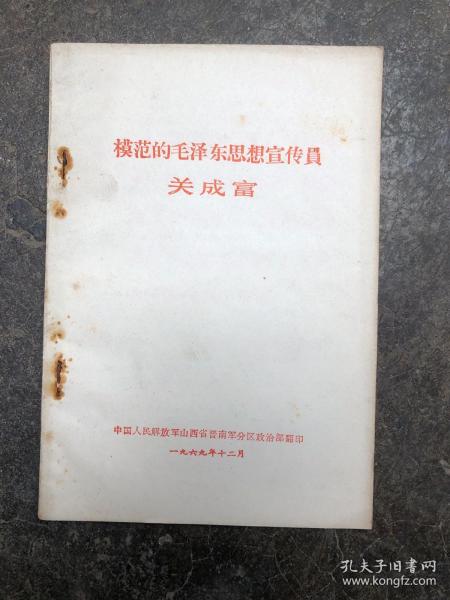 模范的毛泽东思想宣传員
关成富
中国人民解放军山西省晋南军分区政治部翻印
一九六九年十二月
孔夫子旧书网
www.kongfz.com